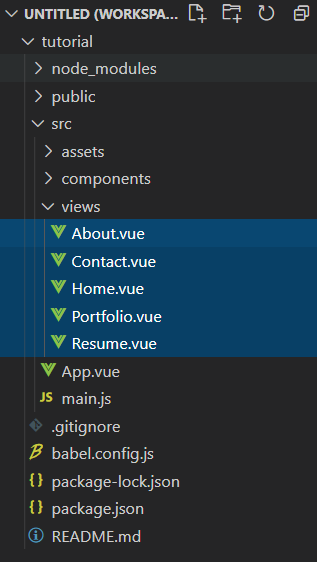 UNTITLED (WORKSPA...
tutorial
node_modules
public
src
assets
components
views
About.vue
Contact.vue
Home.vue
Portfolio.vue
Resume.vue
App.vue
JS main.js
.gitignore
babel.config.js
{} package-lock.json
{} package.json
README.md